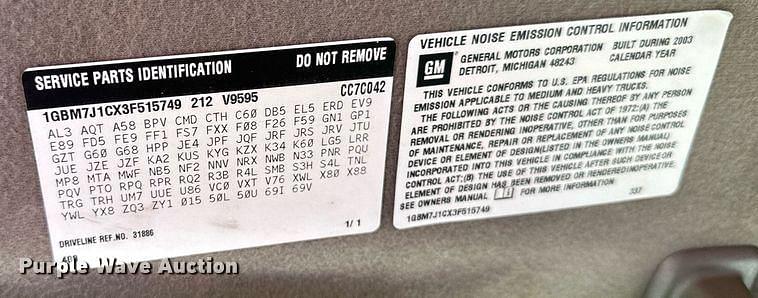 SERVICE PARTS IDENTIFICATION DO NOT REMOVE
1GBM7J1CX3F515749 212 V9595 CC7C042
AL3 AQT A58 BPV CMD CTH C60 DB5 EL5 ERD EV9
E89 FD5 FE9 FF1 FS7 FXX F08 F26 F59 GN1 GP1
GZT G60 G68 HPP JE4 JPF JQF JRF JRS JRV JTU
JUE JZE JZF KA2 KUS KYG KZX K34 K60 LG5 LRR
MP8 MTA MWF NB5 NF2 NNV NRX NWB N33 PNR PQU
PQV PTO RPQ RPR RQ2 R3B R4L SMB S3H S4L TNL
TRG TRH UM7 UUE U86 VC0 VXT V76 XWL X80 X88
YWL YX8 ZQ3 ZY1 015 50L 50U 69I 69V
DRIVELINE REF.NO. 31886 1/ 1
VEHICLE NOISE EMISSION CONTROL INFORMATION
GM
GENERAL MOTORS CORPORATION BUILT DURING 2003
DETROIT, MICHIGAN 48243 CALENDAR YEAR
THIS VEHICLE CONFORMS TO U.S. EPA REGULATIONS FOR NOISE
EMISSION APPLICABLE TO MEDIUM AND HEAVY TRUCKS.
THE FOLLOWING ACTS OR THE CAUSING THEREOF BY ANY PERSON
ARE PROHIBITED BY THE NOISE CONTROL ACT OF 1972:(A) THE
REMOVAL OR RENDERING INOPERATIVE, OTHER THAN FOR PURPOSES
OF MAINTENANCE, REPAIR OR REPLACEMENT OF ANY NOISE CONTROL
DEVICE OR ELEMENT OF DESIGN(LISTED IN THE OWNERS MANUAL)
INCORPORATED INTO THIS VEHICLE IN COMPLIANCE WITH THE NOISE
CONTROL ACT:(B) THE USE OF THIS VEHICLE AFTER SUCH DEVICE OR
ELEMENT OF DESIGN HAS BEEN REMOVED OR RENDERED INOPERATIVE
SEE OWNERS MANUAL FOR MORE INFORMATION
1GBM7J1CX3F515749 337
Purple Wave Auction